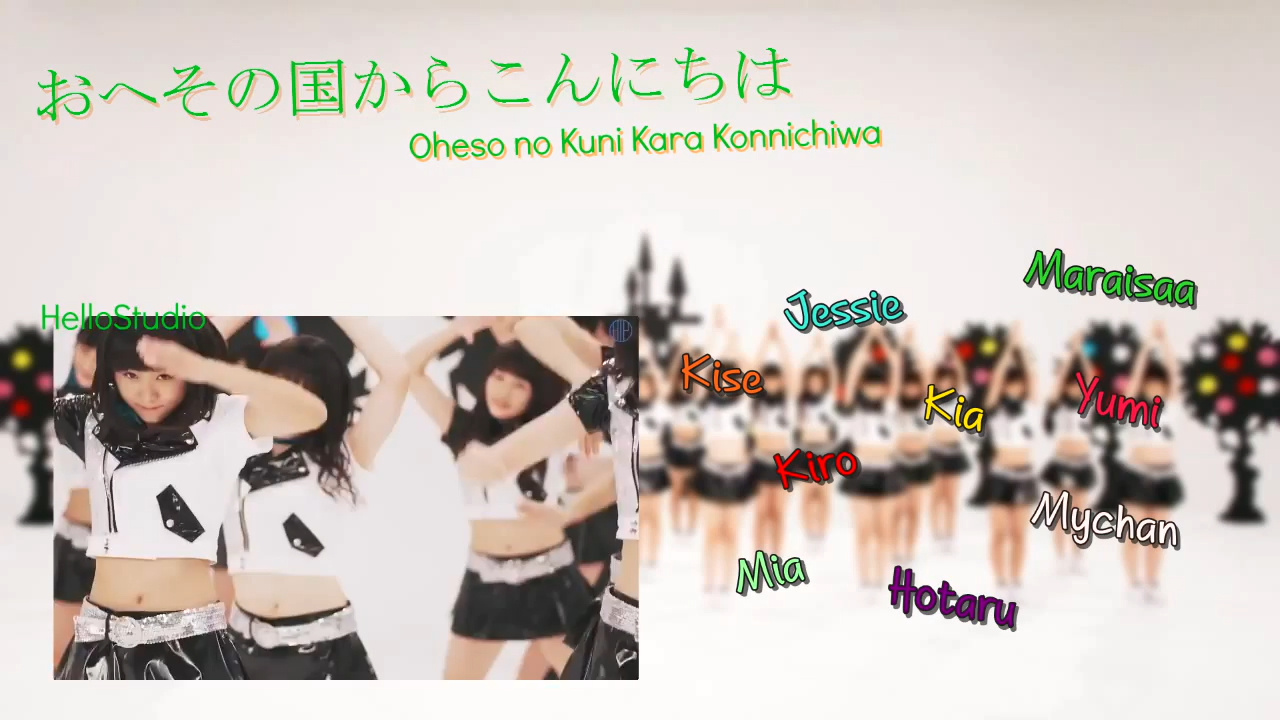 おへその国からこんにちは
Oheso no Kuni Kara Konnichiwa
HelloStudio
Maraisaa
Jessie
Kise
Kia
Yumi
Kiro
Mychan
Mia
Hotaru